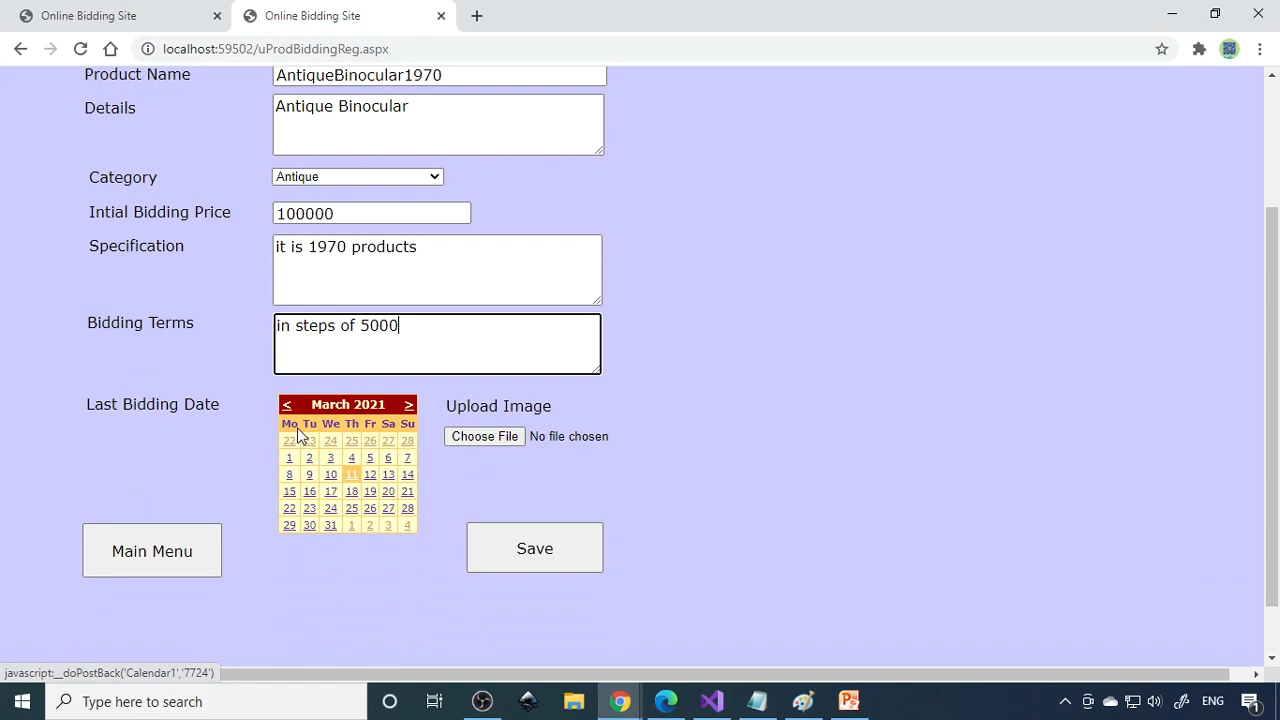 Online Bidding Site
Online Bidding Site
localhost:59502/uProdBiddingReg.aspx
Product Name AntiqueBinocular1970
Details Antique Binocular
Category Antique
Intial Bidding Price 100000
Specification it is 1970 products
Bidding Terms in steps of 5000
Last Bidding Date
< March 2021 >
Mo Tu We Th Fr Sa Su
22 23 24 25 26 27 28
1 2 3 4 5 6 7
8 9 10 11 12 13 14
15 16 17 18 19 20 21
22 23 24 25 26 27 28
29 30 31 1 2 3 4
Upload Image
Choose File No file chosen
Main Menu
Save
javascript:__doPostBack('Calendar1','7724')
Type here to search
ENG
1